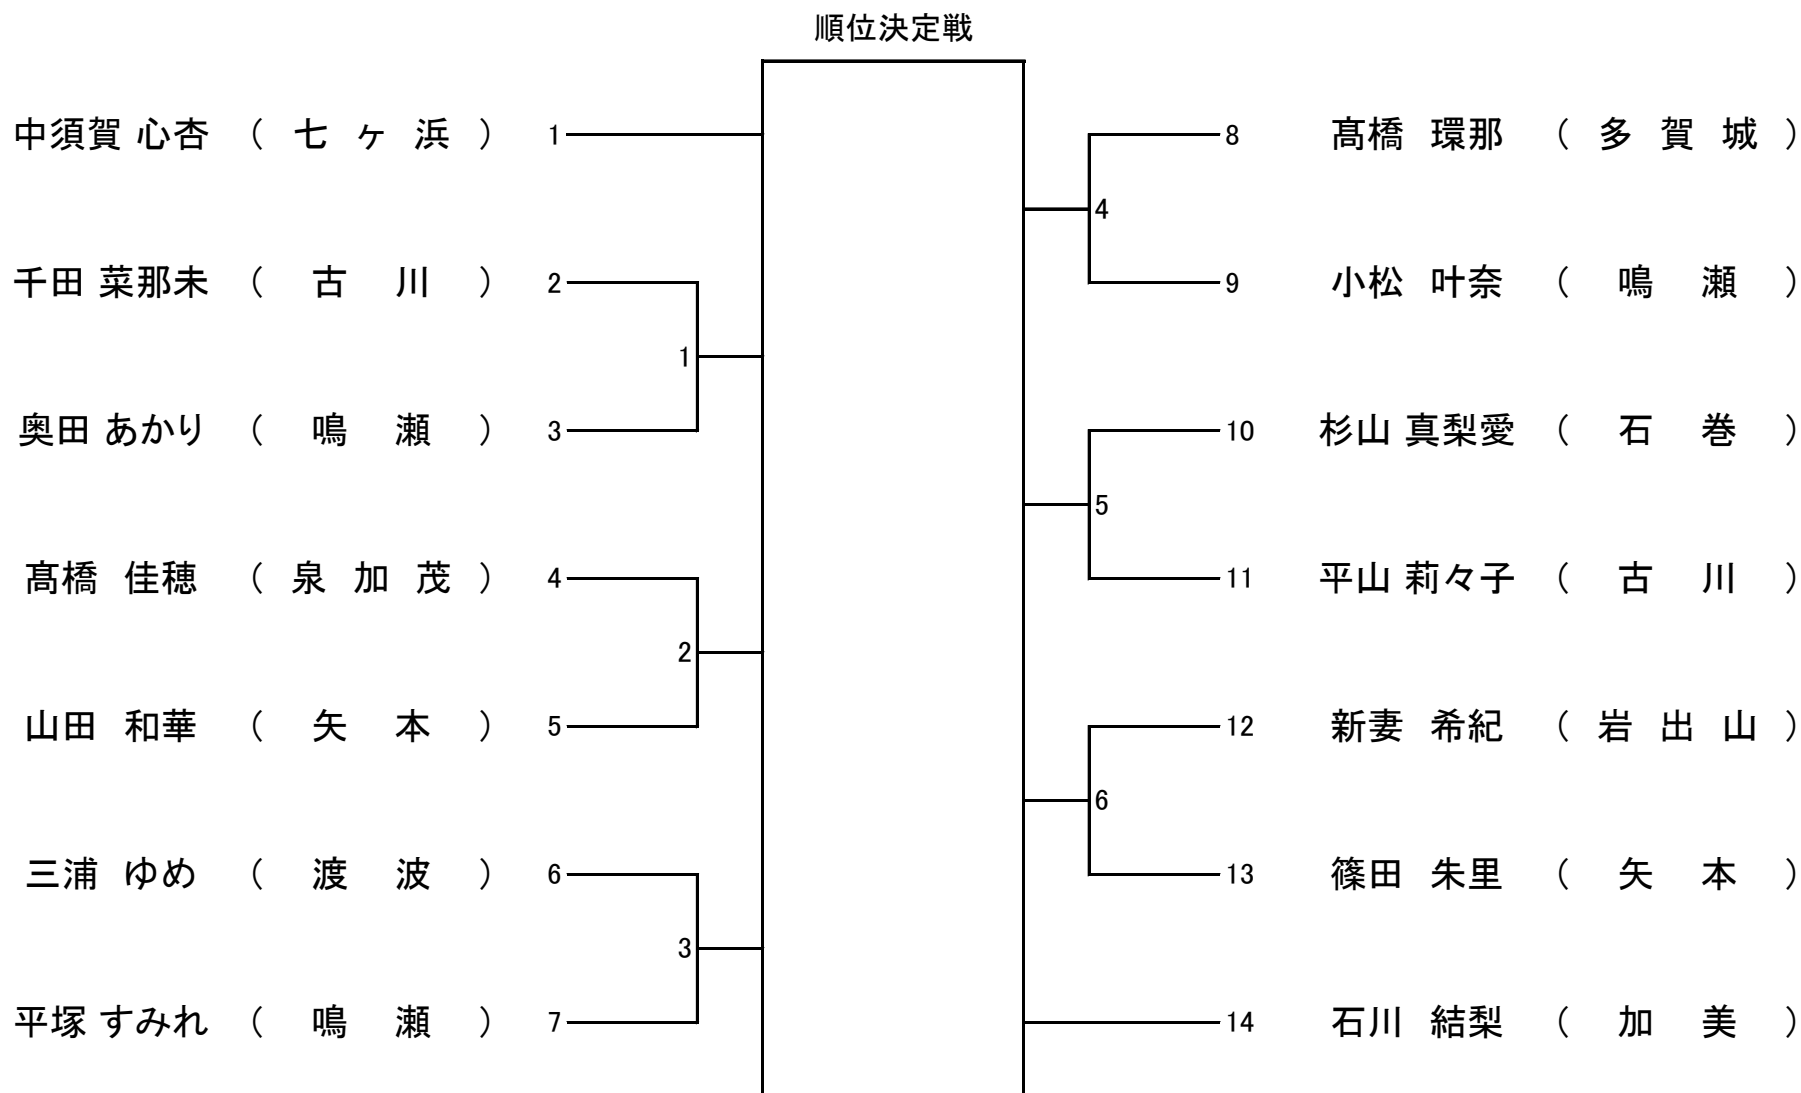 順位決定戦
中須賀 心杏 （ 七 ヶ 浜 ） 1
千田 菜那未 （ 古 川 ） 2
1
奥田 あかり （ 鳴 瀬 ） 3
髙橋 佳穂 （ 泉 加 茂 ） 4
2
山田 和華 （ 矢 本 ） 5
三浦 ゆめ （ 渡 波 ） 6
3
平塚 すみれ （ 鳴 瀬 ） 7
8 髙橋 環那 （ 多 賀 城 ）
4
9 小松 叶奈 （ 鳴 瀬 ）
10 杉山 真梨愛 （ 石 巻 ）
5
11 平山 莉々子 （ 古 川 ）
12 新妻 希紀 （ 岩 出 山 ）
6
13 篠田 朱里 （ 矢 本 ）
14 石川 結梨 （ 加 美 ）